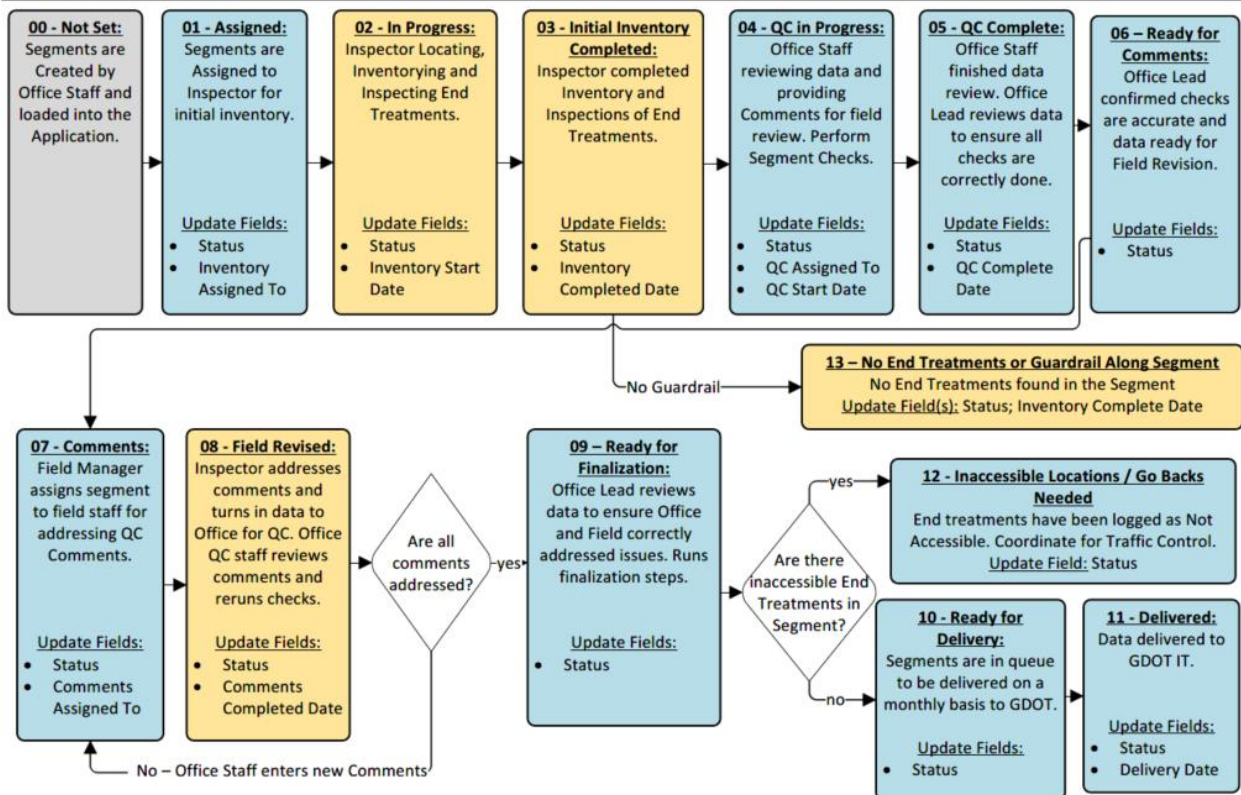 00 - Not Set:
Segments are
Created by
Office Staff and
loaded into the
Application.
01 - Assigned:
Segments are
Assigned to
Inspector for
initial inventory.
Update Fields:
• Status
• Inventory
Assigned To
02 - In Progress:
Inspector Locating,
Inventorying and
Inspecting End
Treatments.
Update Fields:
• Status
• Inventory Start
Date
03 - Initial Inventory
Completed:
Inspector completed
Inventory and
Inspections of End
Treatments.
Update Fields:
• Status
• Inventory
Completed Date
04 - QC in Progress:
Office Staff
reviewing data and
providing
Comments for field
review. Perform
Segment Checks.
Update Fields:
• Status
• QC Assigned To
• QC Start Date
05 - QC Complete:
Office Staff
finished data
review. Office
Lead reviews data
to ensure all
checks are
correctly done.
Update Fields:
• Status
• QC Complete
Date
06 – Ready for
Comments:
Office Lead
confirmed checks
are accurate and
data ready for
Field Revision.
Update Fields:
• Status
No Guardrail
13 – No End Treatments or Guardrail Along Segment
No End Treatments found in the Segment
Update Field(s): Status; Inventory Complete Date
07 - Comments:
Field Manager
assigns segment
to field staff for
addressing QC
Comments.
Update Fields:
• Status
• Comments
Assigned To
08 - Field Revised:
Inspector addresses
comments and
turns in data to
Office for QC. Office
QC staff reviews
comments and
reruns checks.
Update Fields:
• Status
• Comments
Completed Date
Are all
comments
addressed?
yes
No – Office Staff enters new Comments
09 – Ready for
Finalization:
Office Lead reviews
data to ensure Office
and Field correctly
addressed issues. Runs
finalization steps.
Update Fields:
• Status
Are there
inaccessible End
Treatments in
Segment?
yes
12 - Inaccessible Locations / Go Backs
Needed
End treatments have been logged as Not
Accessible. Coordinate for Traffic Control.
Update Field: Status
no
10 - Ready for
Delivery:
Segments are in queue
to be delivered on a
monthly basis to GDOT.
Update Fields:
• Status
11 - Delivered:
Data delivered to
GDOT IT.
Update Fields:
• Status
• Delivery Date